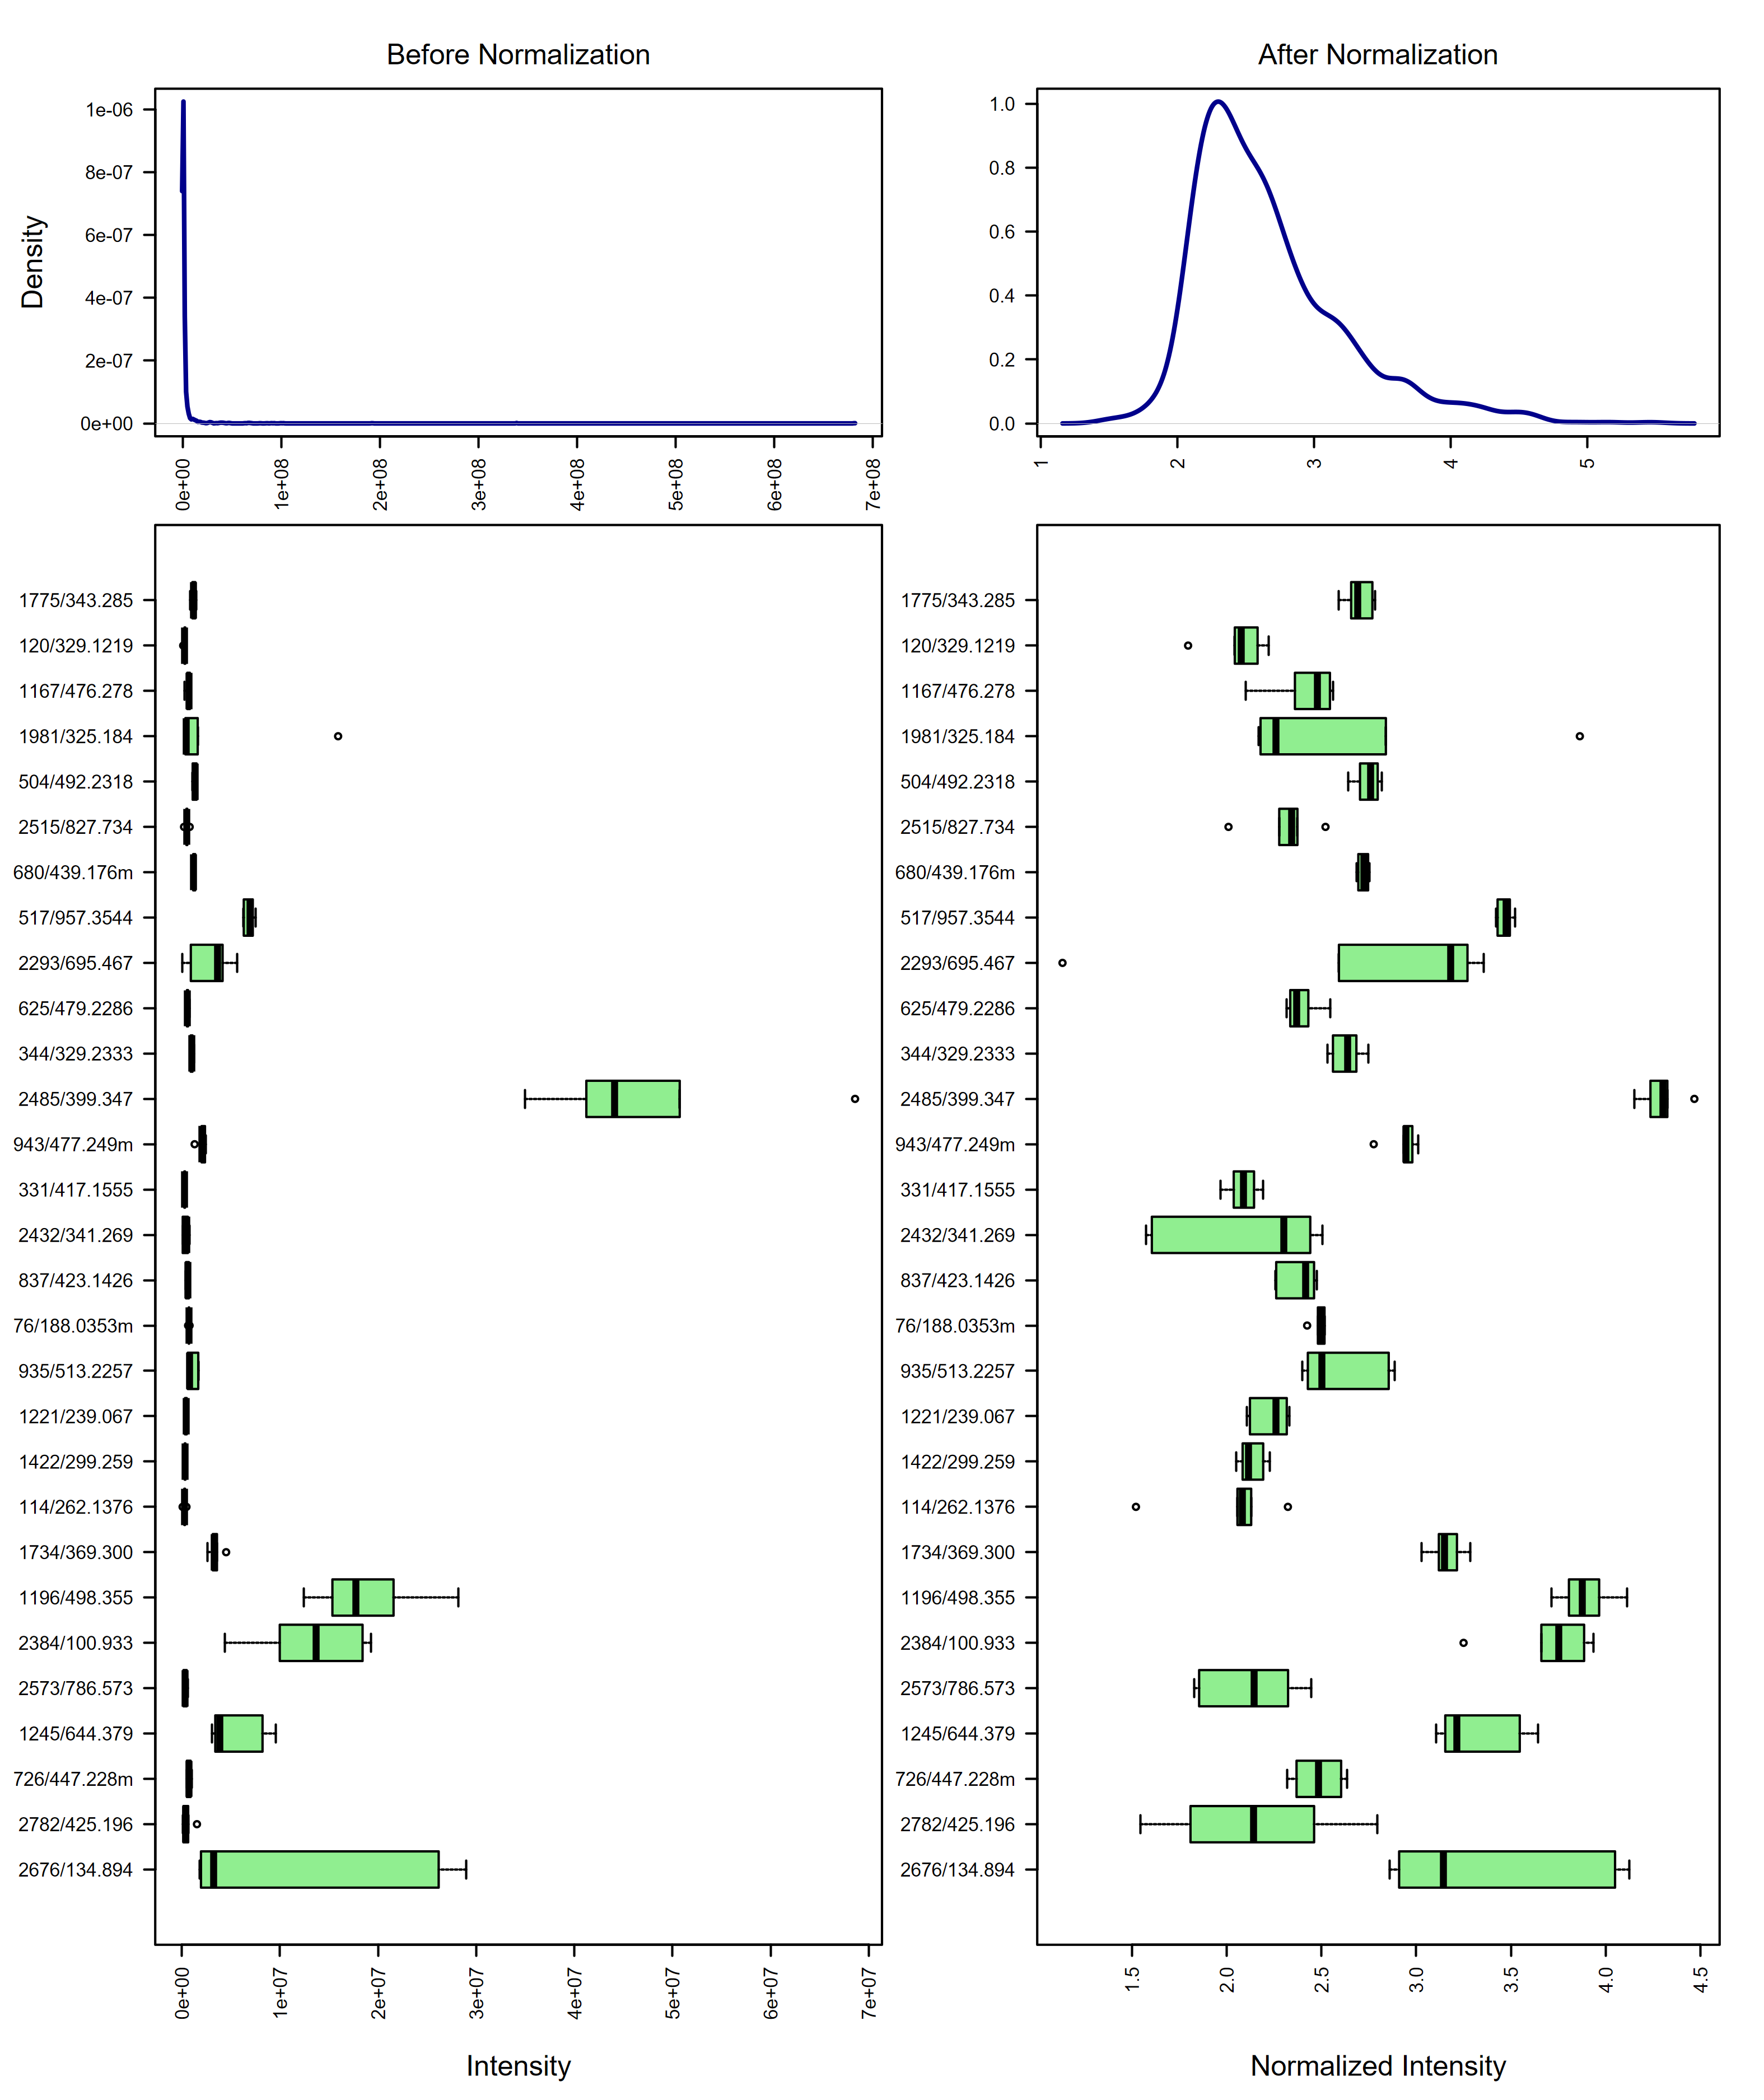 Before Normalization
After Normalization
Density
1e-06
8e-07
6e-07
4e-07
2e-07
0e+00
0e+00
1e+08
2e+08
3e+08
4e+08
5e+08
6e+08
7e+08
1.0
0.8
0.6
0.4
0.2
0.0
1
2
3
4
5
1775/343.285
120/329.1219
1167/476.278
1981/325.184
504/492.2318
2515/827.734
680/439.176m
517/957.3544
2293/695.467
625/479.2286
344/329.2333
2485/399.347
943/477.249m
331/417.1555
2432/341.269
837/423.1426
76/188.0353m
935/513.2257
1221/239.067
1422/299.259
114/262.1376
1734/369.300
1196/498.355
2384/100.933
2573/786.573
1245/644.379
726/447.228m
2782/425.196
2676/134.894
0e+00
1e+07
2e+07
3e+07
4e+07
5e+07
6e+07
7e+07
Intensity
1775/343.285
120/329.1219
1167/476.278
1981/325.184
504/492.2318
2515/827.734
680/439.176m
517/957.3544
2293/695.467
625/479.2286
344/329.2333
2485/399.347
943/477.249m
331/417.1555
2432/341.269
837/423.1426
76/188.0353m
935/513.2257
1221/239.067
1422/299.259
114/262.1376
1734/369.300
1196/498.355
2384/100.933
2573/786.573
1245/644.379
726/447.228m
2782/425.196
2676/134.894
1.5
2.0
2.5
3.0
3.5
4.0
4.5
Normalized Intensity